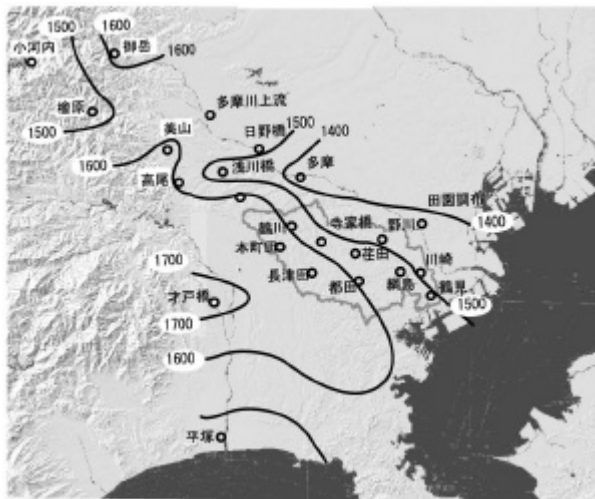 1500
1600
小河内
御岳
1600
檜原
多摩川上流
1500
美山
日野橋
1500
1400
1600
浅川橋
多摩
高尾
田園調布
1400
鶴川
寺家橋
野川
本町田
荏田
川崎
1700
長津田
都田
綱島
鶴見
才戸橋
1500
1700
1600
平塚